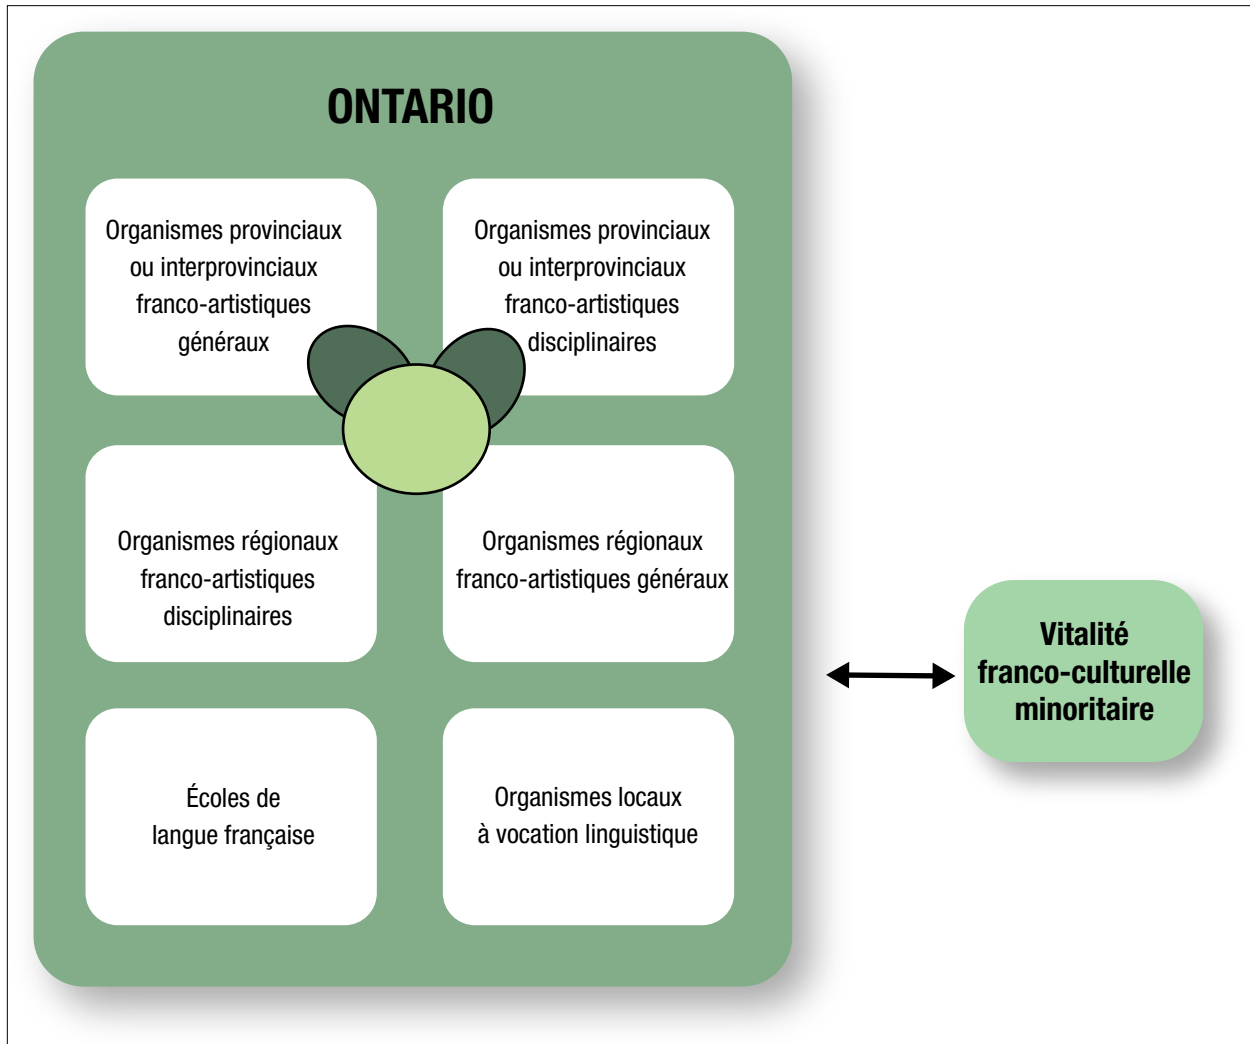 ONTARIO
Organismes provinciaux
ou interprovinciaux
franco-artistiques
généraux
Organismes provinciaux
ou interprovinciaux
franco-artistiques
disciplinaires
Organismes régionaux
franco-artistiques
disciplinaires
Organismes régionaux
franco-artistiques généraux
Écoles de
langue française
Organismes locaux
à vocation linguistique
Vitalité
franco-culturelle
minoritaire